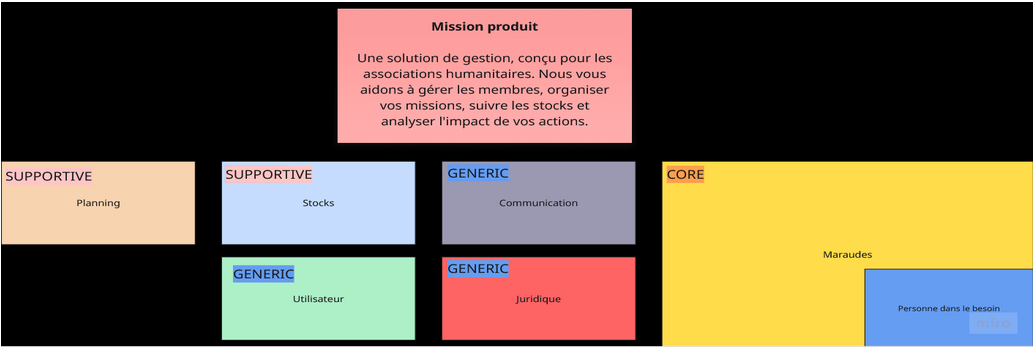 Mission produit
Une solution de gestion, conçu pour les
associations humanitaires. Nous vous
aidons à gérer les membres, organiser
vos missions, suivre les stocks et
analyser l'impact de vos actions.
SUPPORTIVE
Planning
SUPPORTIVE
Stocks
GENERIC
Communication
CORE
Maraudes
GENERIC
Utilisateur
GENERIC
Juridique
Personne dans le besoin
miro